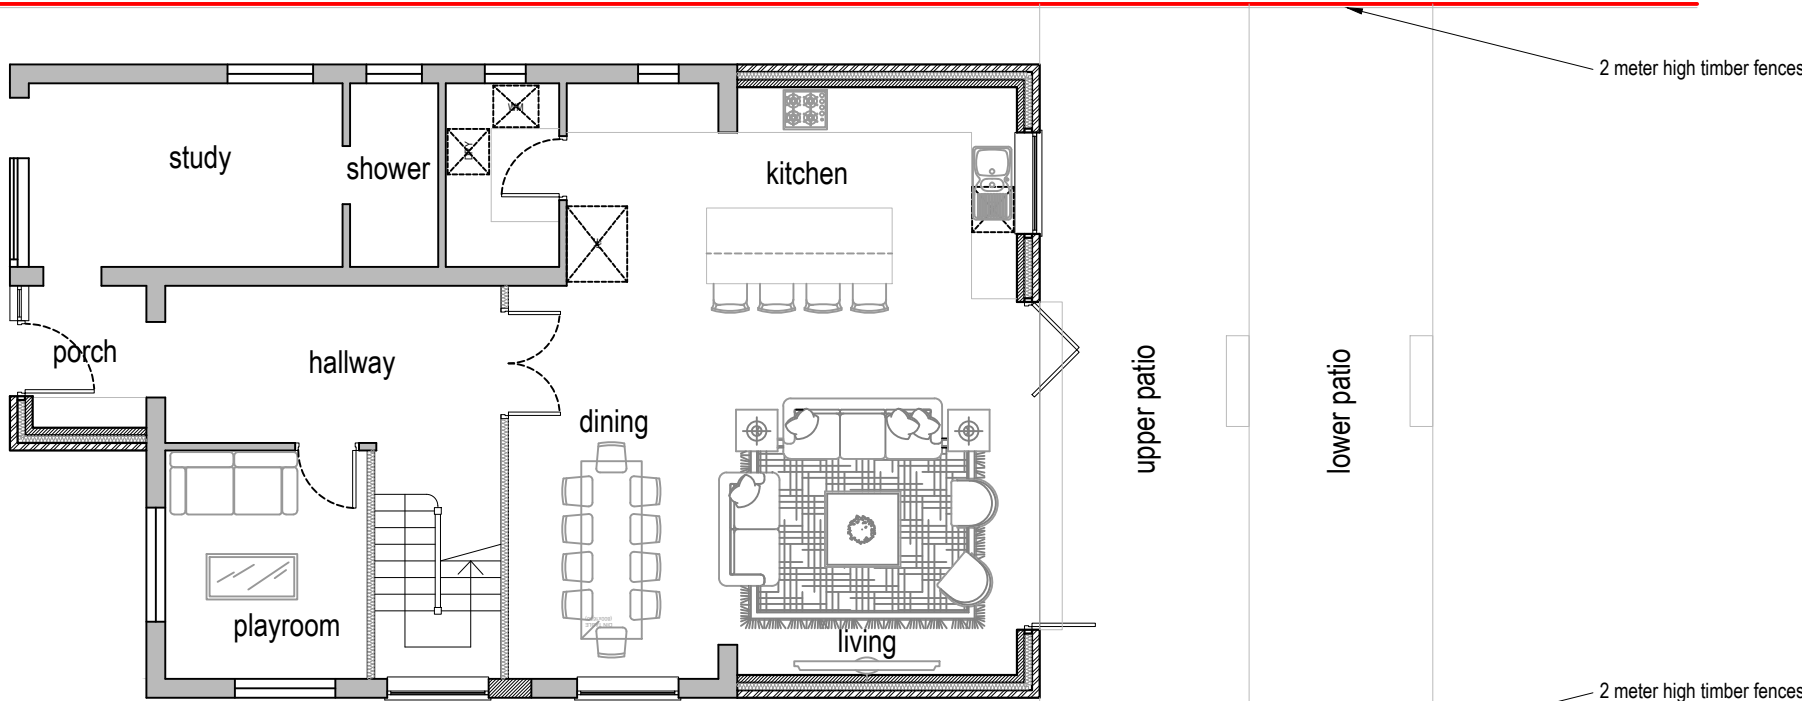 2 meter high timber fences
study
shower
kitchen
porch
hallway
dining
upper patio
lower patio
playroom
living
2 meter high timber fences